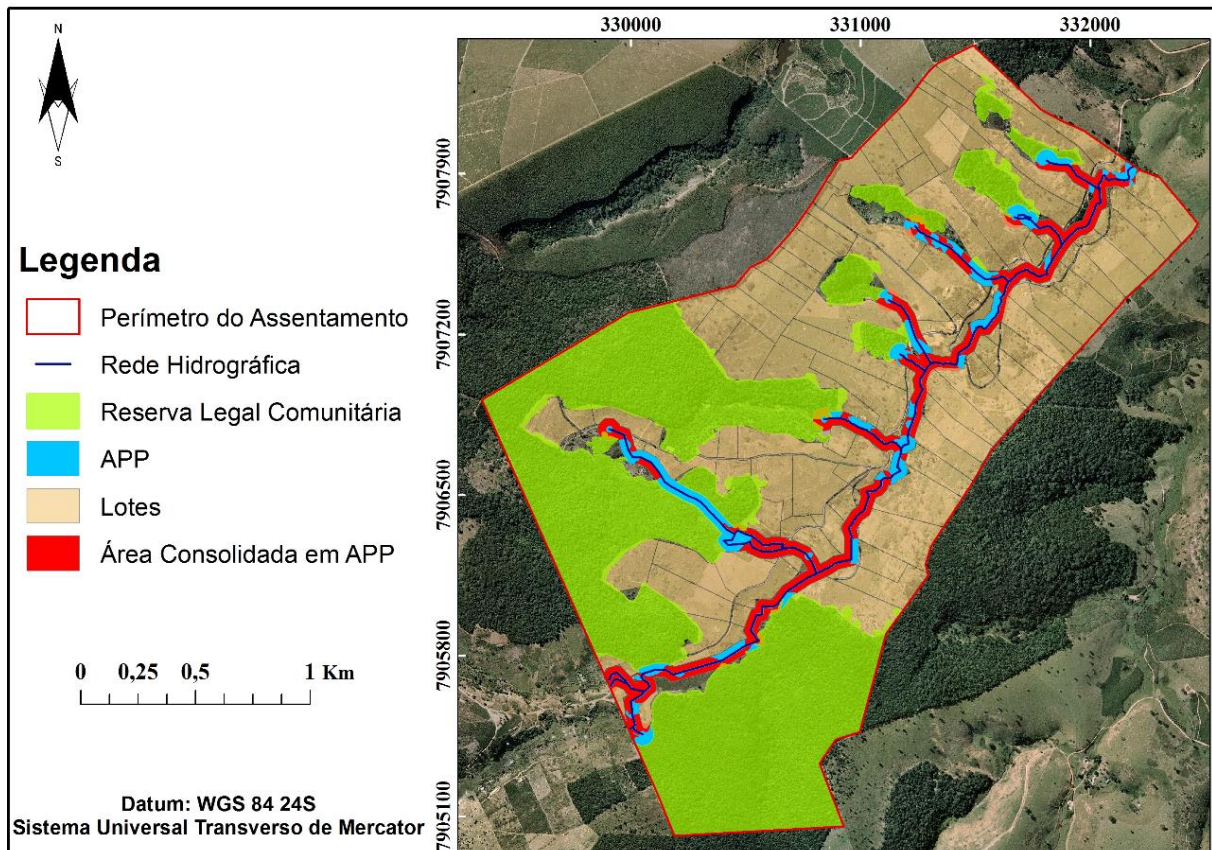 330000 331000 332000
N
S
7907900
7907200
7906500
7905800
7905100
Legenda
Perímetro do Assentamento
Rede Hidrográfica
Reserva Legal Comunitária
APP
Lotes
Área Consolidada em APP
0 0,25 0,5 1 Km
Datum: WGS 84 24S
Sistema Universal Transverso de Mercator